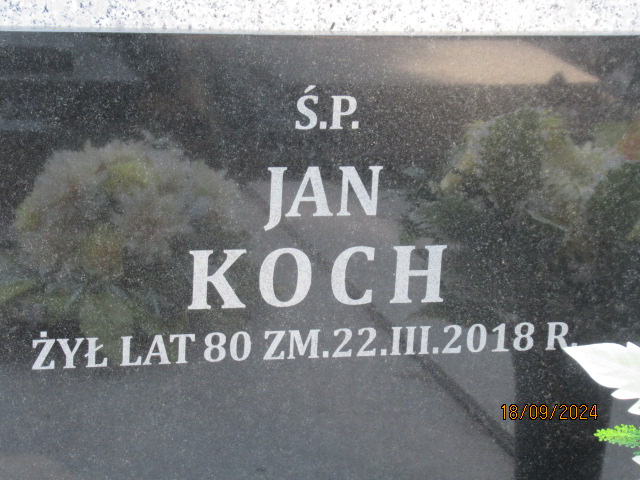 Ś.P.
JAN
KOCH
ŻYŁ LAT 80 ZM.22.III.2018 R.
18/09/2024